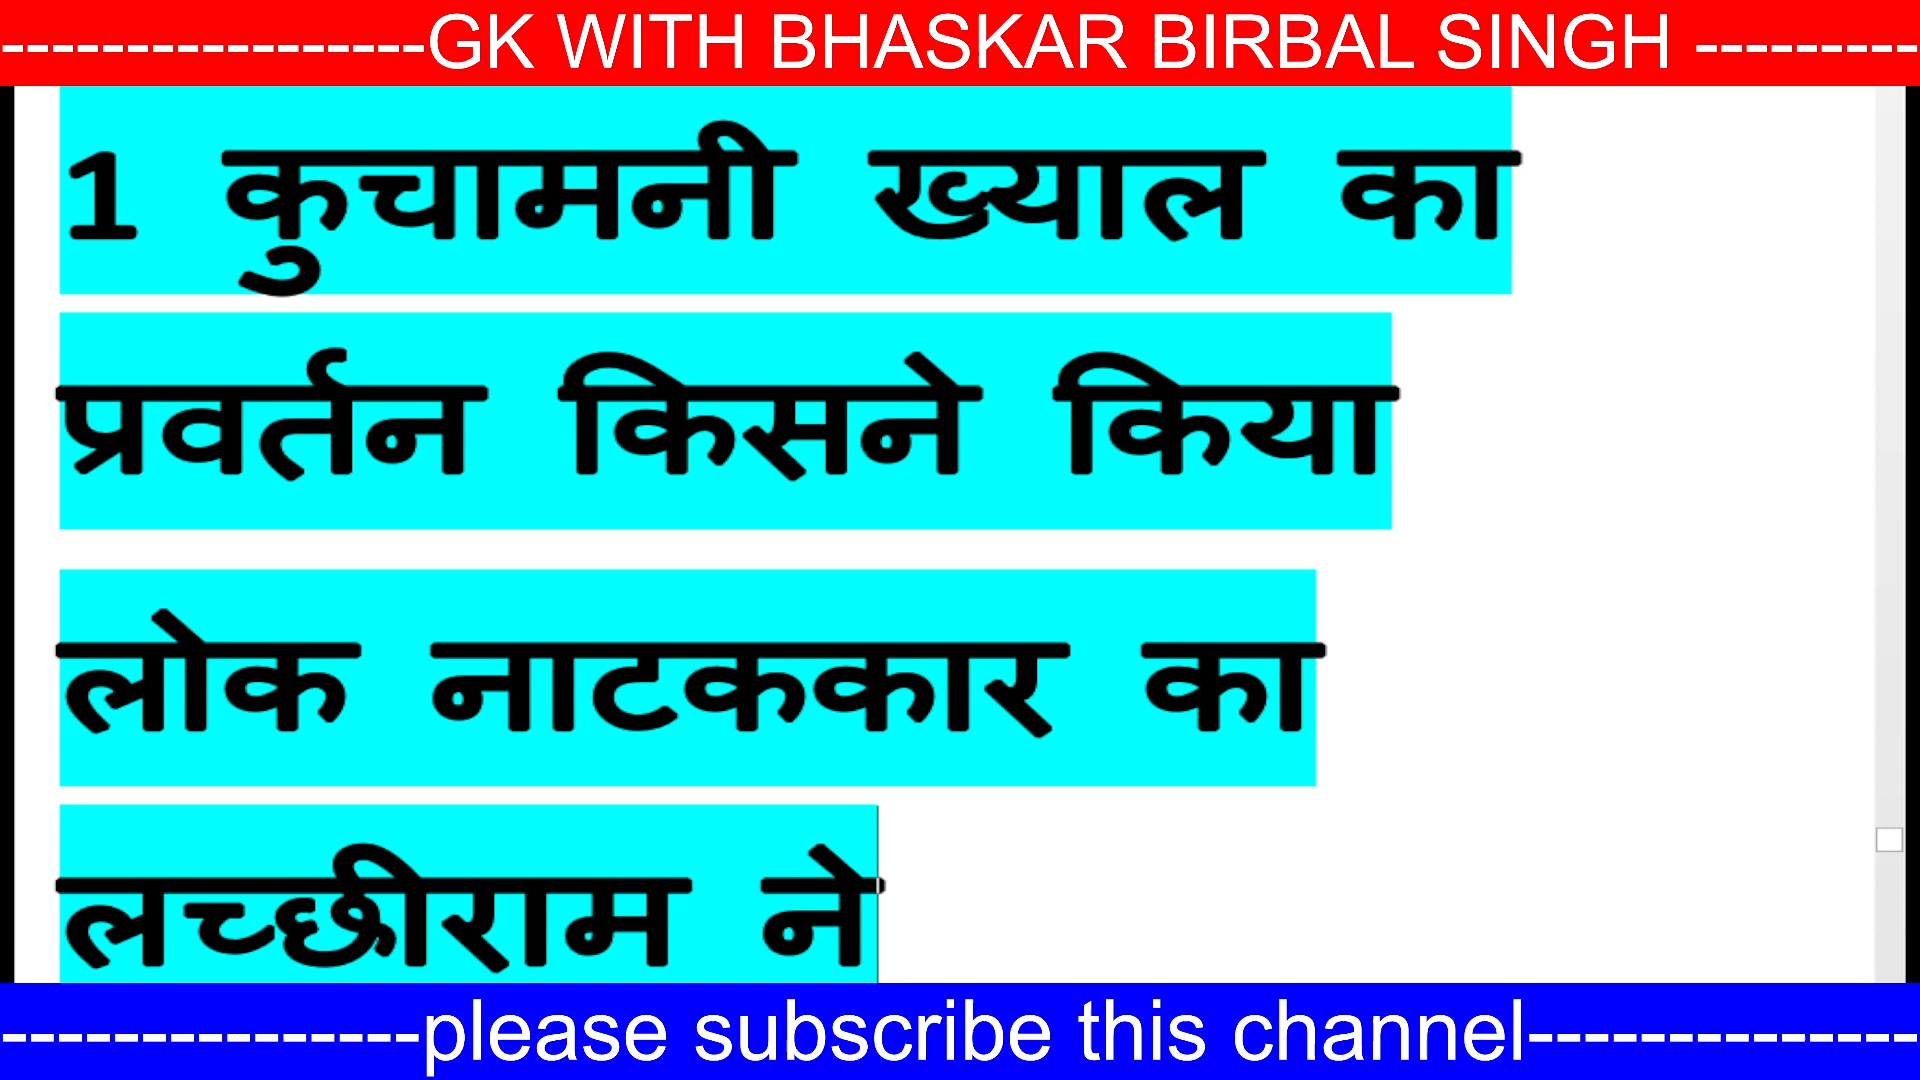 -----------------GK WITH BHASKAR BIRBAL SINGH ---------
1 कुचामनी ख्याल का
प्रवर्तन किसने किया
लोक नाटककार का
लच्छीराम ने
---------------please subscribe this channel--------------